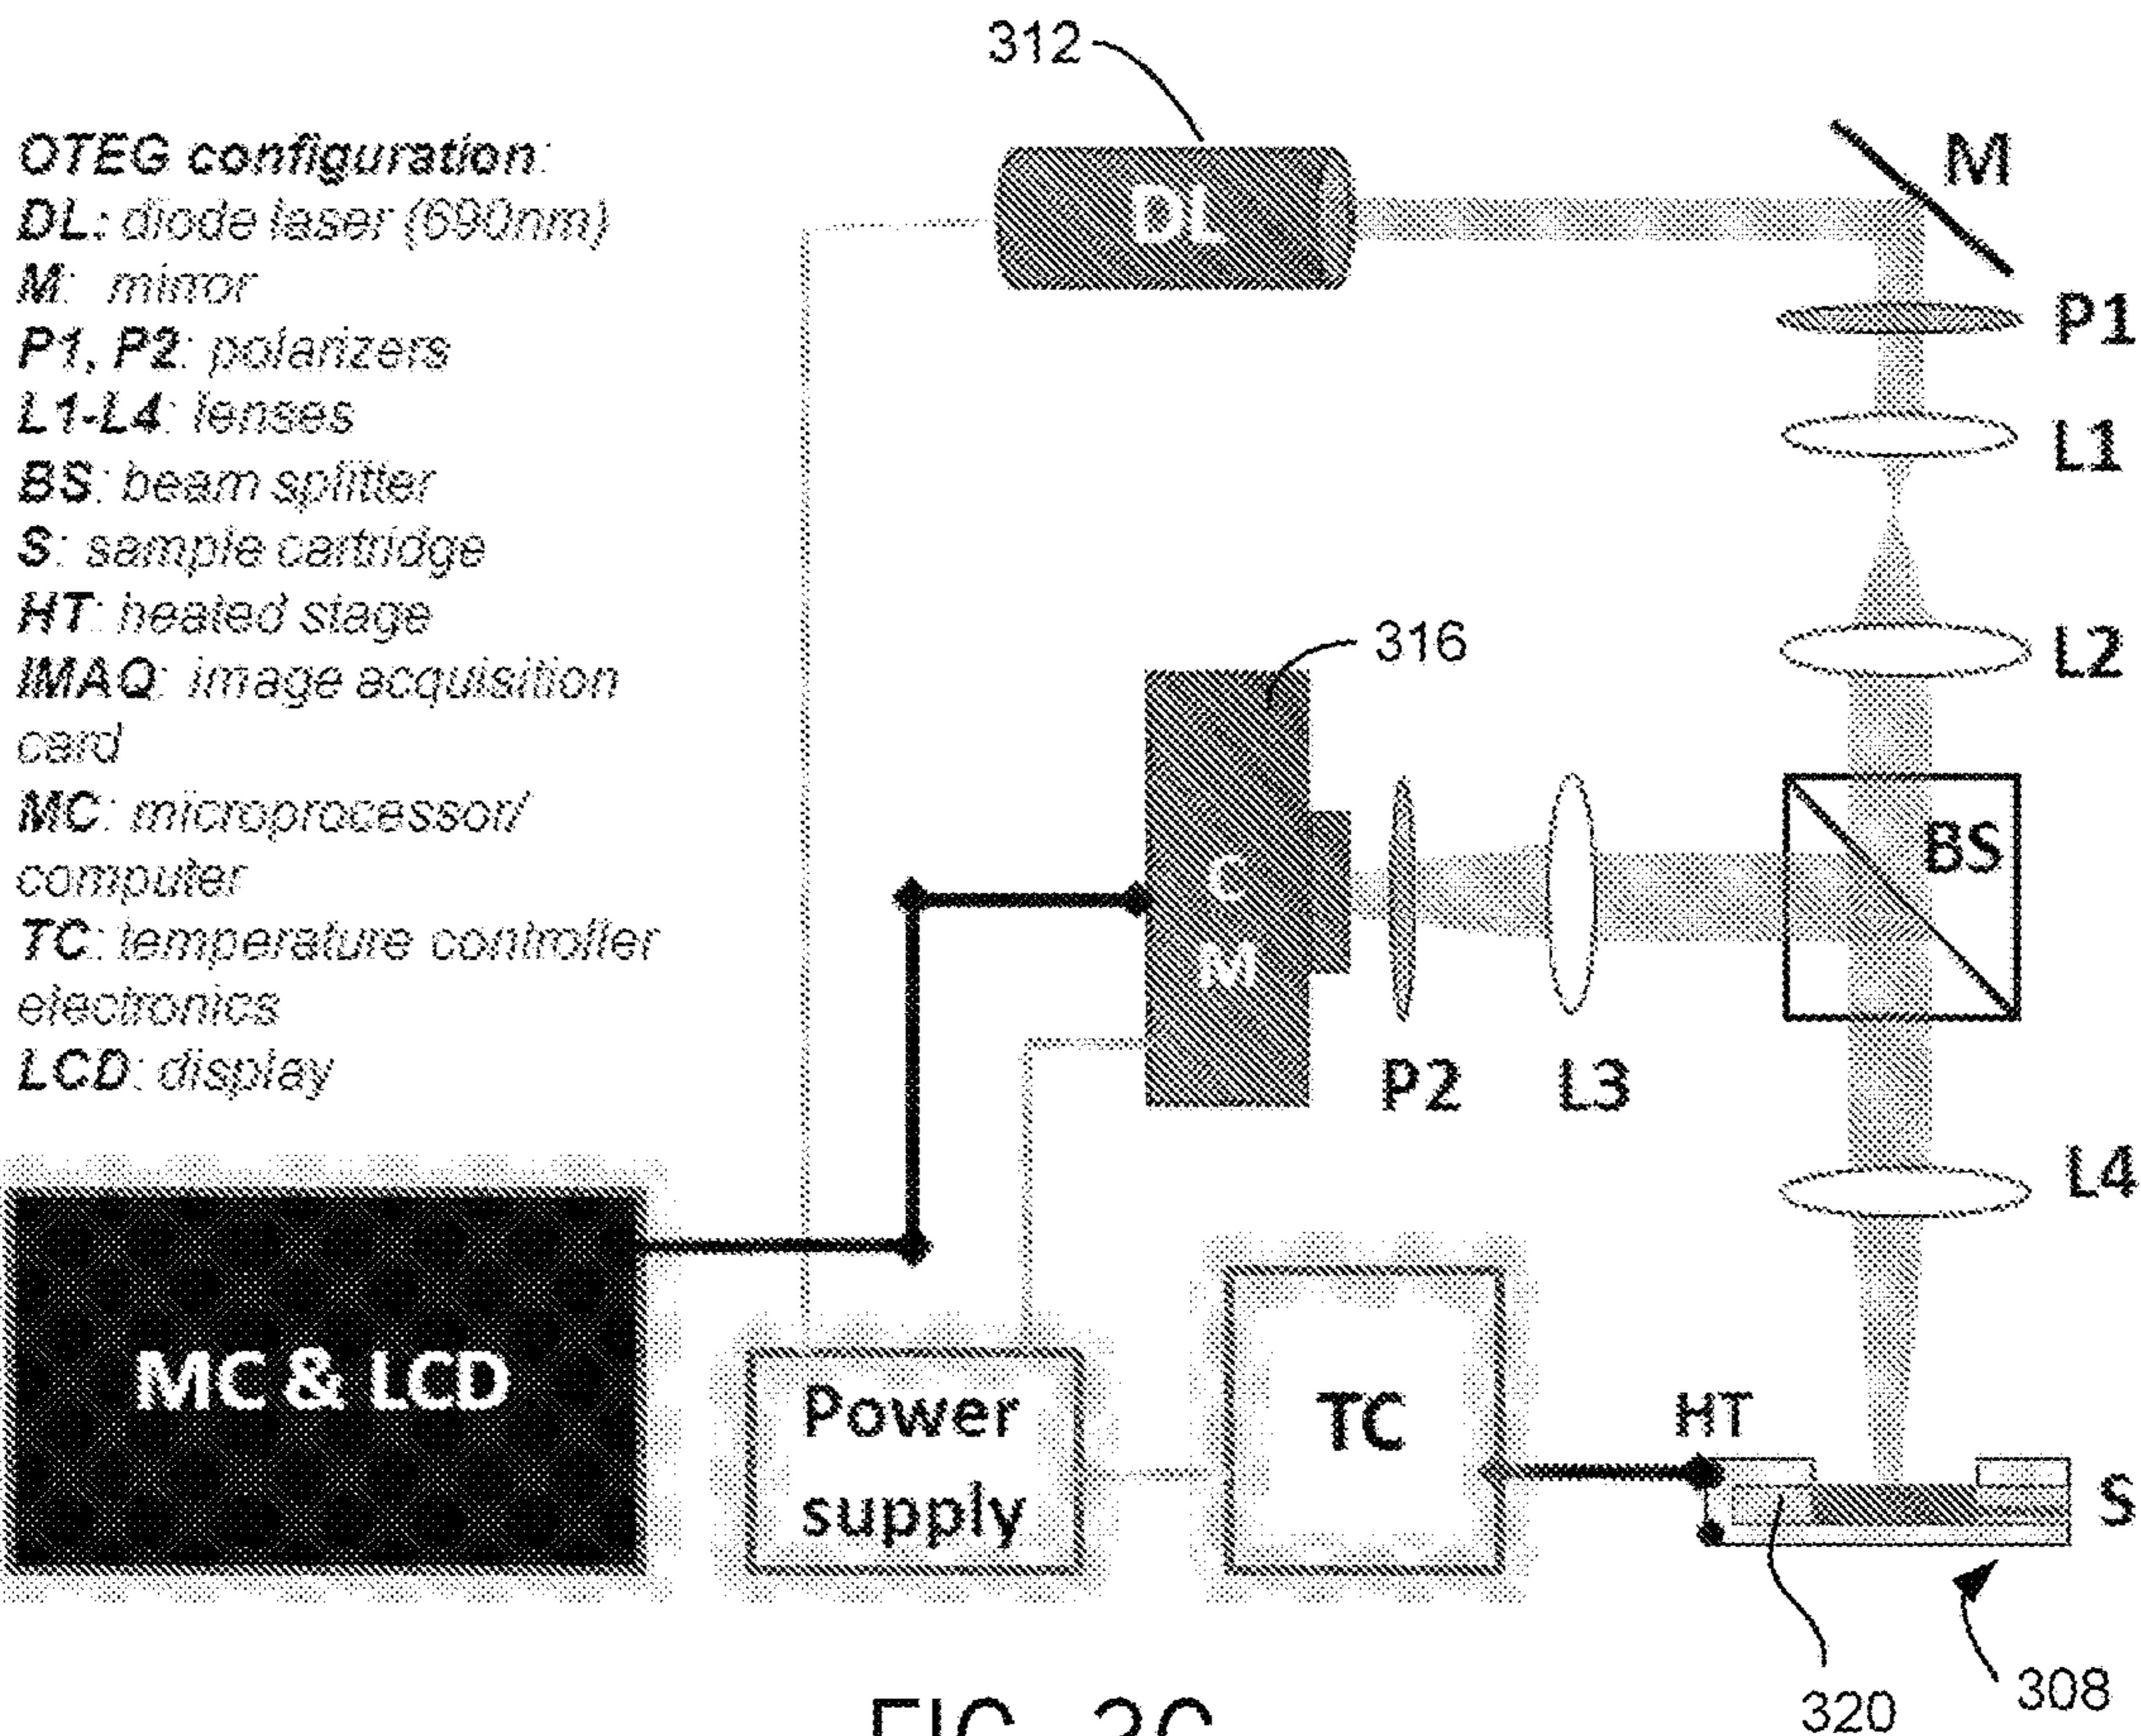 312
OTEG configuration:
DL: diode laser (690nm)
M: mirror
P1, P2: polarizers
L1-L4: lenses
BS: beam splitter
S: sample cartridge
HT: heated stage
IMAQ: image acquisition
card
MC: microprocessor/
computer
TC: temperature controller
electronics
LCD: display
DL
M
P1
L1
L2
316
C
M
BS
P2
L3
L4
MC & LCD
Power
supply
TC
HT
S
320
308